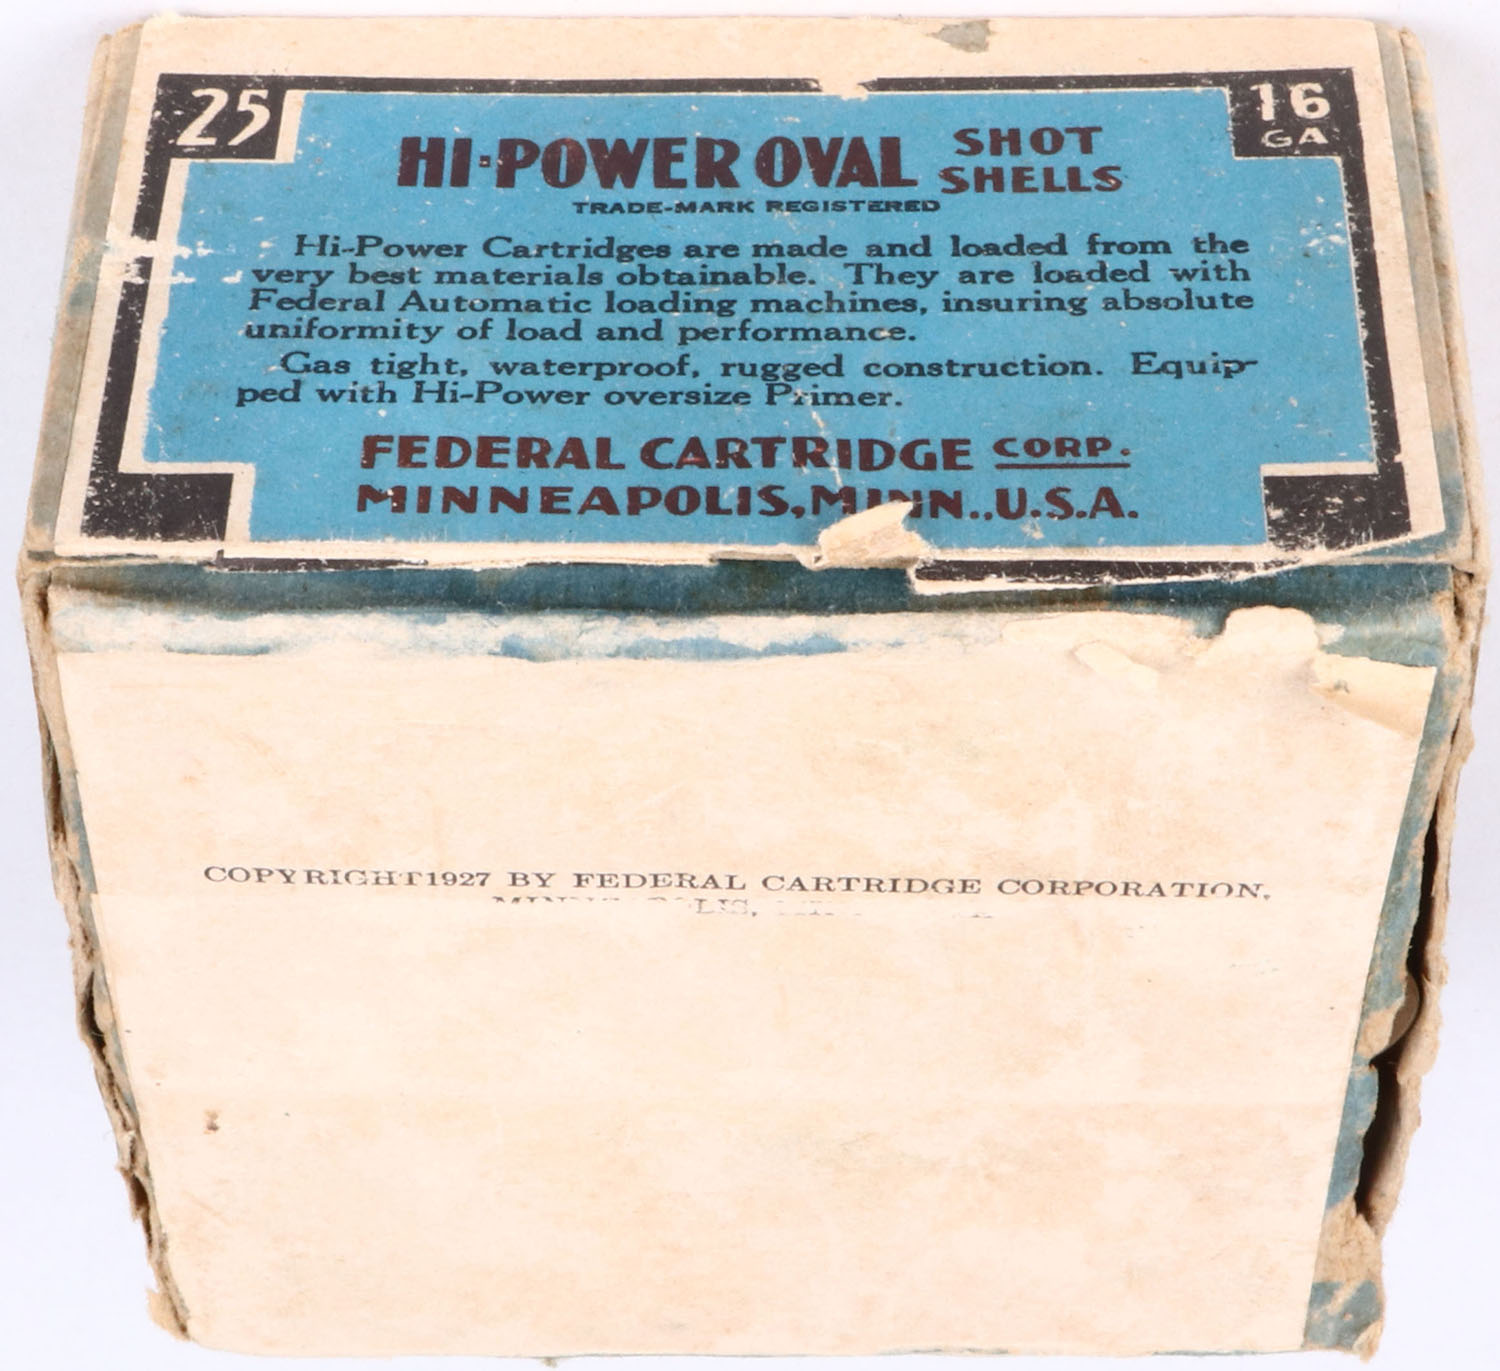 25
16
GA
HI-POWER OVAL SHOT SHELLS
TRADE-MARK REGISTERED
Hi-Power Cartridges are made and loaded from the
very best materials obtainable. They are loaded with
Federal Automatic loading machines, insuring absolute
uniformity of load and performance.
Gas tight, waterproof, rugged construction. Equip-
ped with Hi-Power oversize Primer.
FEDERAL CARTRIDGE CORP.
MINNEAPOLIS, MINN., U.S.A.
COPYRIGHT 1927 BY FEDERAL CARTRIDGE CORPORATION,